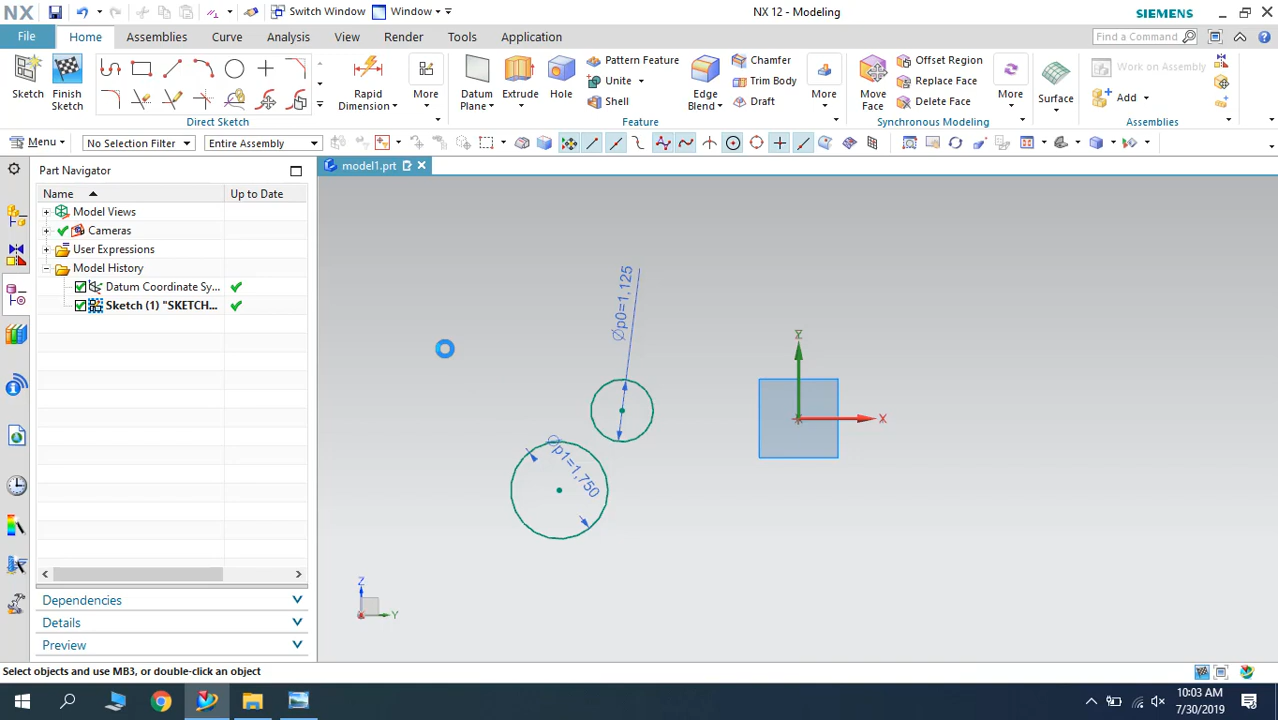 NX
Switch Window
Window
NX 12 - Modeling
SIEMENS
File
Home
Assemblies
Curve
Analysis
View
Render
Tools
Application
Find a Command
Sketch
Finish Sketch
Rapid Dimension
More
Direct Sketch
Datum Plane
Extrude
Hole
Pattern Feature
Unite
Shell
Edge Blend
Chamfer
Trim Body
Draft
More
Feature
Move Face
Offset Region
Replace Face
Delete Face
More
Synchronous Modeling
Surface
Work on Assembly
Add
Assemblies
Menu
No Selection Filter
Entire Assembly
Part Navigator
model1.prt
Name
Up to Date
Model Views
Cameras
User Expressions
Model History
Datum Coordinate Sy...
Sketch (1) "SKETCH...
Øp0=1,125
Øp1=1,750
X
Z
Y
Dependencies
Details
Preview
Select objects and use MB3, or double-click an object
10:03 AM
7/30/2019